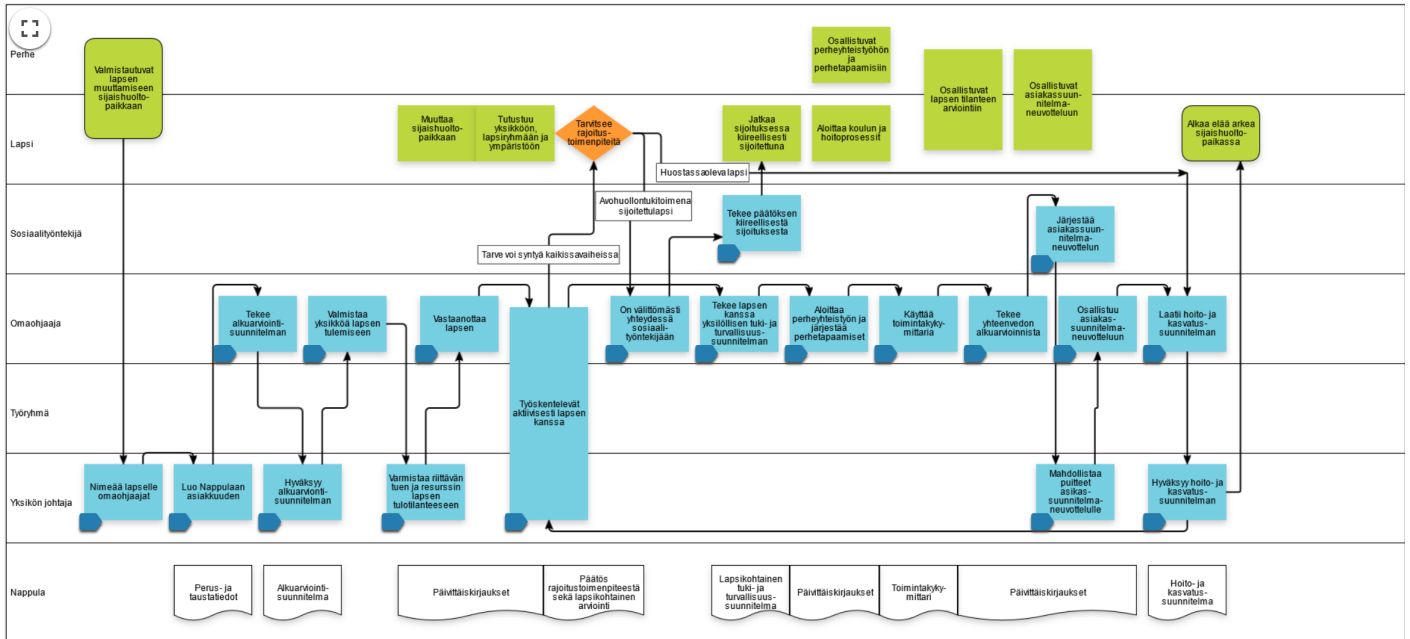 Perhe
Valmistautuvat
lapsen
muuttamiseen
sijaishuolto-
paikkaan
Osallistuvat
perheyhteistyöhön
ja
perhetapaamisiin
Osallistuvat
lapsen tilanteen
arviointiin
Osallistuvat
asiakassuun-
nitelma-
neuvotteluun
Lapsi
Muuttaa
sijaishuolto-
paikkaan
Tutustuu
yksikköön,
lapsiryhmään ja
ympäristöön
Tarvitsee
rajoitus-
toimenpiteitä
Jatkaa
sijoituksessa
kiireellisesti
sijoitettuna
Aloittaa koulun ja
hoitoprosessit
Alkaa elää arkea
sijaishuolto-
paikassa
Huostassaoleva lapsi
Sosiaalityöntekijä
Avohuollontukitoimena
sijoitettulapsi
Tarve voi syntyä kaikissavaiheissa
Tekee päätöksen
kiireellisestä
sijoituksesta
Järjestää
asiakassuun-
nitelma-
neuvottelun
Omaohjaaja
Tekee
alkuarviointi-
suunnitelman
Valmistaa
yksikköä lapsen
tulemiseen
Vastaanottaa
lapsen
On välittömästi
yhteydessä
sosiaali-
työntekijään
Tekee lapsen
kanssa
yksilöllisen tuki- ja
turvallisuus-
suunnitelman
Aloittaa
perheyhteistyön ja
järjestää
perhetapaamiset
Käyttää
toimintakyky-
mittaria
Tekee
yhteenvedon
alkuarvioinnista
Osallistuu
asiakas-
suunnitelma-
neuvotteluun
Laatii hoito- ja
kasvatus-
suunnitelman
Työryhmä
Työskentelevät
aktiivisesti lapsen
kanssa
Yksikön johtaja
Nimeää lapselle
omaohjaajat
Luo Nappulaan
asiakkuuden
Hyväksyy
alkuarvionti-
suunnitelman
Varmistaa riittävän
tuen ja resurssin
lapsen
tulotilanteeseen
Mahdollistaa
puitteet
asikas-
suunnitelma-
neuvottelulle
Hyväksyy hoito- ja
kasvatus-
suunnitelman
Nappula
Perus- ja
taustatiedot
Alkuarviointi-
suunnitelma
Päivittäiskirjaukset
Päätös
rajoitustoimenpiteestä
sekä lapsikohtainen
arviointi
Lapsikohtainen
tuki- ja
turvallisuus-
suunnitelma
Päivittäiskirjaukset
Toimintakyky-
mittari
Päivittäiskirjaukset
Hoito- ja
kasvatus-
suunnitelma